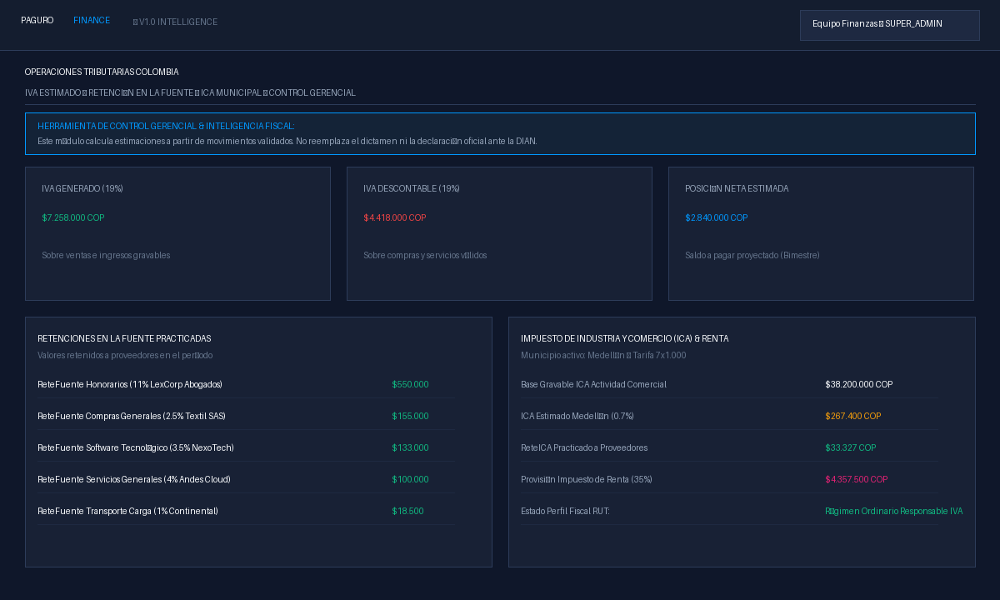 PAGURO FINANCE ▯ V1.0 INTELLIGENCE
Equipo Finanzas ▯ SUPER_ADMIN
OPERACIONES TRIBUTARIAS COLOMBIA
IVA ESTIMADO ▯ RETENCI▯N EN LA FUENTE ▯ ICA MUNICIPAL ▯ CONTROL GERENCIAL
HERRAMIENTA DE CONTROL GERENCIAL & INTELIGENCIA FISCAL:
Este m▯dulo calcula estimaciones a partir de movimientos validados. No reemplaza el dictamen ni la declaraci▯n oficial ante la DIAN.
IVA GENERADO (19%)
$7.258.000 COP
Sobre ventas e ingresos gravables
IVA DESCONTABLE (19%)
$4.418.000 COP
Sobre compras y servicios v▯lidos
POSICI▯N NETA ESTIMADA
$2.840.000 COP
Saldo a pagar proyectado (Bimestre)
RETENCIONES EN LA FUENTE PRACTICADAS
Valores retenidos a proveedores en el per▯odo
ReteFuente Honorarios (11% LexCorp Abogados) $550.000
ReteFuente Compras Generales (2.5% Textil SAS) $155.000
ReteFuente Software Tecnol▯gico (3.5% NexoTech) $133.000
ReteFuente Servicios Generales (4% Andes Cloud) $100.000
ReteFuente Transporte Carga (1% Continental) $18.500
IMPUESTO DE INDUSTRIA Y COMERCIO (ICA) & RENTA
Municipio activo: Medell▯n ▯ Tarifa 7x1.000
Base Gravable ICA Actividad Comercial $38.200.000 COP
ICA Estimado Medell▯n (0.7%) $267.400 COP
ReteICA Practicado a Proveedores $33.327 COP
Provisi▯n Impuesto de Renta (35%) $4.357.500 COP
Estado Perfil Fiscal RUT: R▯gimen Ordinario Responsable IVA